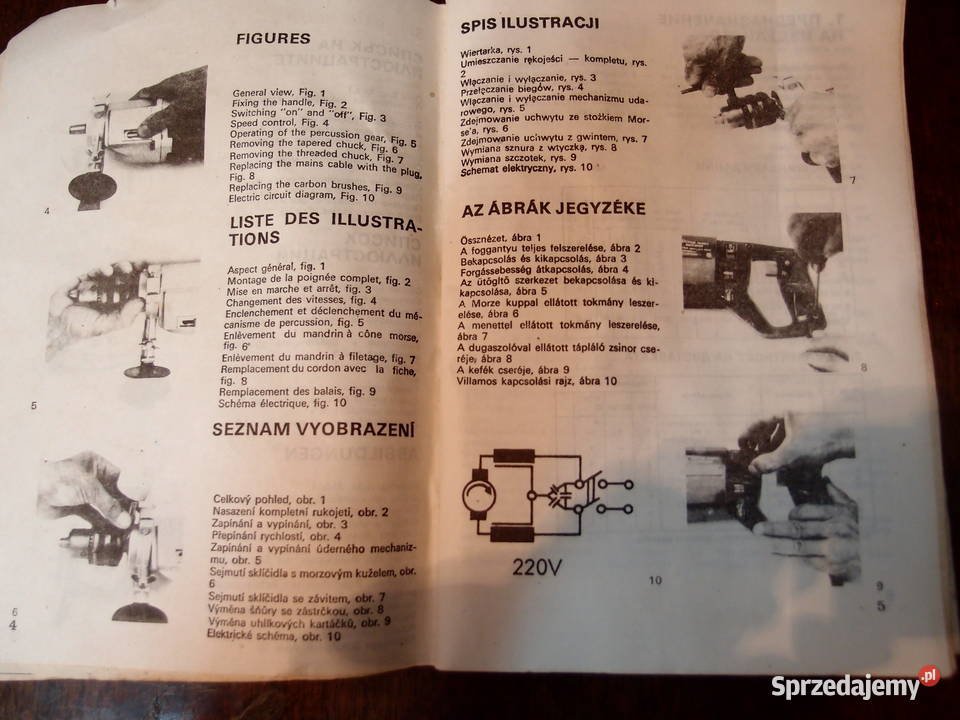 FIGURES
General view, Fig. 1
Fixing the handle, Fig. 2
Switching "on" and "off", Fig. 3
Speed control, Fig. 4
Operating of the percussion gear, Fig. 5
Removing the tapered chuck, Fig. 6
Removing the threaded chuck, Fig. 7
Replacing the mains cable with the plug,
Fig. 8
Replacing the carbon brushes, Fig. 9
Electric circuit diagram, Fig. 10
LISTE DES ILLUSTRA-
TIONS
Aspect général, fig. 1
Montage de la poignée complet, fig. 2
Mise en marche et arrêt, fig. 3
Changement des vitesses, fig. 4
Enclenchement et déclenchement du mé-
canisme de percussion, fig. 5
Enlèvement du mandrin à cône morse,
fig. 6
Enlèvement du mandrin à filetage, fig. 7
Remplacement du cordon avec la fiche,
fig. 8
Remplacement des balais, fig. 9
Schéma électrique, fig. 10
SEZNAM VYOBRAZENÍ
Celkový pohled, obr. 1
Nasazení kompletní rukojeti, obr. 2
Zapínání a vypínání, obr. 3
Přepínání rychlostí, obr. 4
Zapínání a vypínání úderného mechaniz-
mu, obr. 5
Sejmutí sklíčidla s morzovým kuželem, obr.
6
Sejmutí sklíčidla se závitem, obr. 7
Výměna šňůry se zástrčkou, obr. 8
Výměna uhlíkových kartáčků, obr. 9
Elektrické schéma, obr. 10
4
5
6
4
SPIS ILUSTRACJI
Wiertarka, rys. 1
Umieszczanie rękojeści — kompletu, rys.
2
Włączanie i wyłączanie, rys. 3
Przełączanie biegów, rys. 4
Włączanie i wyłączanie mechanizmu uda-
rowego, rys. 5
Zdejmowanie uchwytu ze stożkiem Mor-
se'a, rys. 6
Zdejmowanie uchwytu z gwintem, rys. 7
Wymiana sznura z wtyczką, rys. 8
Wymiana szczotek, rys. 9
Schemat elektryczny, rys. 10
AZ ÁBRÁK JEGYZÉKE
Össznézet, ábra 1
A foggantyu teljes felszerelése, ábra 2
Bekapcsolás és kikapcsolás, ábra 3
Forgássebesség átkapcsolás, ábra 4
Az ütögltő szerkezet bekapcsolása és ki-
kapcsolása, ábra 5
A Morze kuppal ellátott tokmány leszer-
elése, ábra 6
A menettel ellátott tokmány leszerelése,
ábra 7
A dugaszolóval ellátott tápláló zsinor cse-
réje, ábra 8
A kefék cseréje, ábra 9
Villamos kapcsolási rajz, ábra 10
220V
10
7
8
9
5
Sprzedajemy.pl